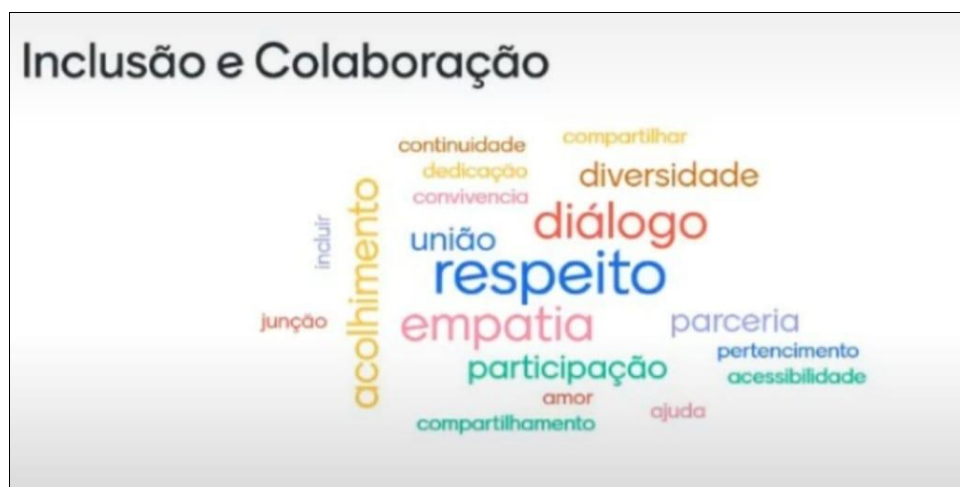 Inclusão e Colaboração
compartilhar
continuidade
dedicação
diversidade
convivencia
acolhimento
incluir
diálogo
união
respeito
junção
empatia
parceria
pertencimento
participação
acessibilidade
amor
ajuda
compartilhamento